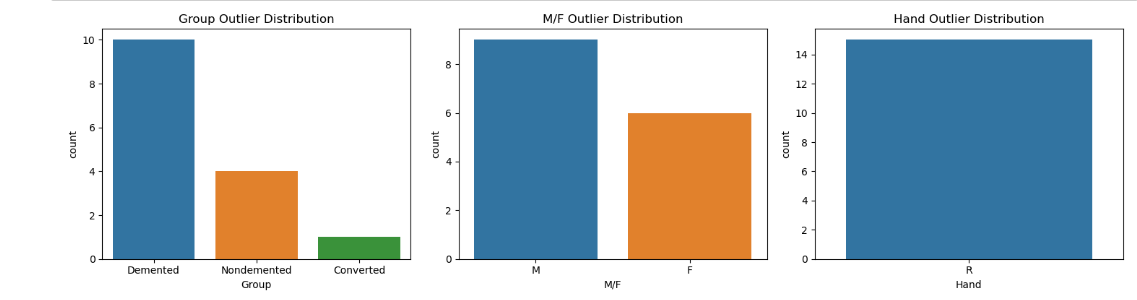 Group Outlier Distribution
count
10
8
6
4
2
0
Demented Nondemented Converted
Group
M/F Outlier Distribution
count
8
6
4
2
0
M F
M/F
Hand Outlier Distribution
count
14
12
10
8
6
4
2
0
R
Hand